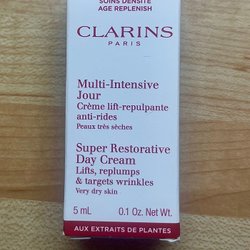 SOINS DENSITÉ
AGE REPLENISH
CLARINS
PARIS
Multi-Intensive
Jour
Crème lift-repulpante
anti-rides
Peaux très sèches
Super Restorative
Day Cream
Lifts, replumps
& targets wrinkles
Very dry skin
5 mL 0.1 Oz. Net Wt.
AUX EXTRAITS DE PLANTES